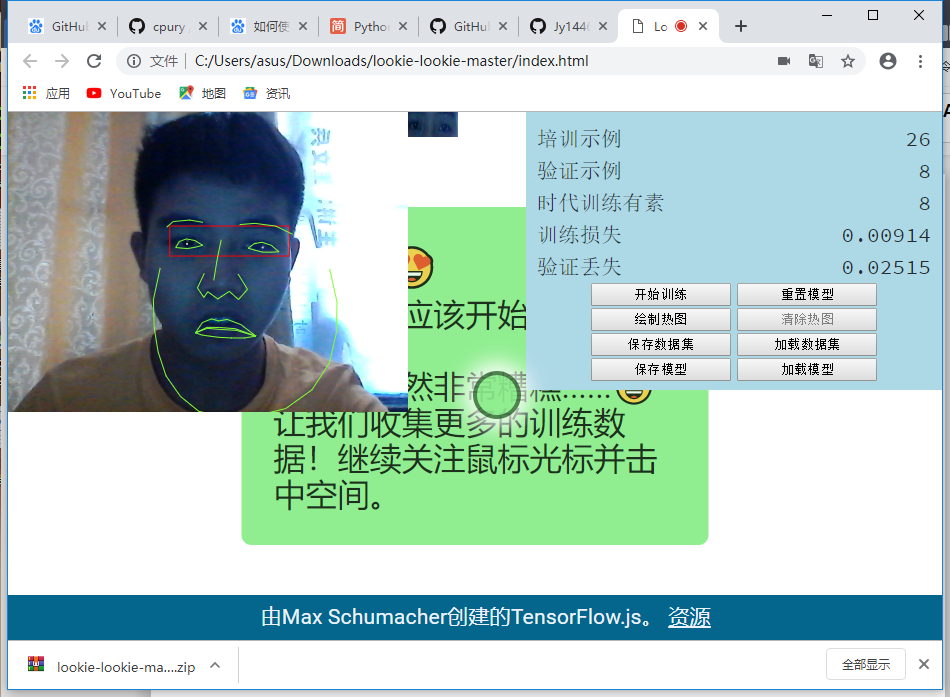 GitHu
cpury
如何使
简 Pytho
GitHu
Jy1446
Lo
文件 C:/Users/asus/Downloads/lookie-lookie-master/index.html
应用 YouTube 地图 资讯
培训示例 26
验证示例 8
时代训练有素 8
训练损失 0.00914
验证丢失 0.02515
开始训练 重置模型
绘制热图 清除热图
保存数据集 加载数据集
保存模型 加载模型
应该开始
然非常糟糕......
让我们收集更多的训练数
据！继续关注鼠标光标并击
中空间。
由Max Schumacher创建的TensorFlow.js。 资源
lookie-lookie-ma....zip 全部显示